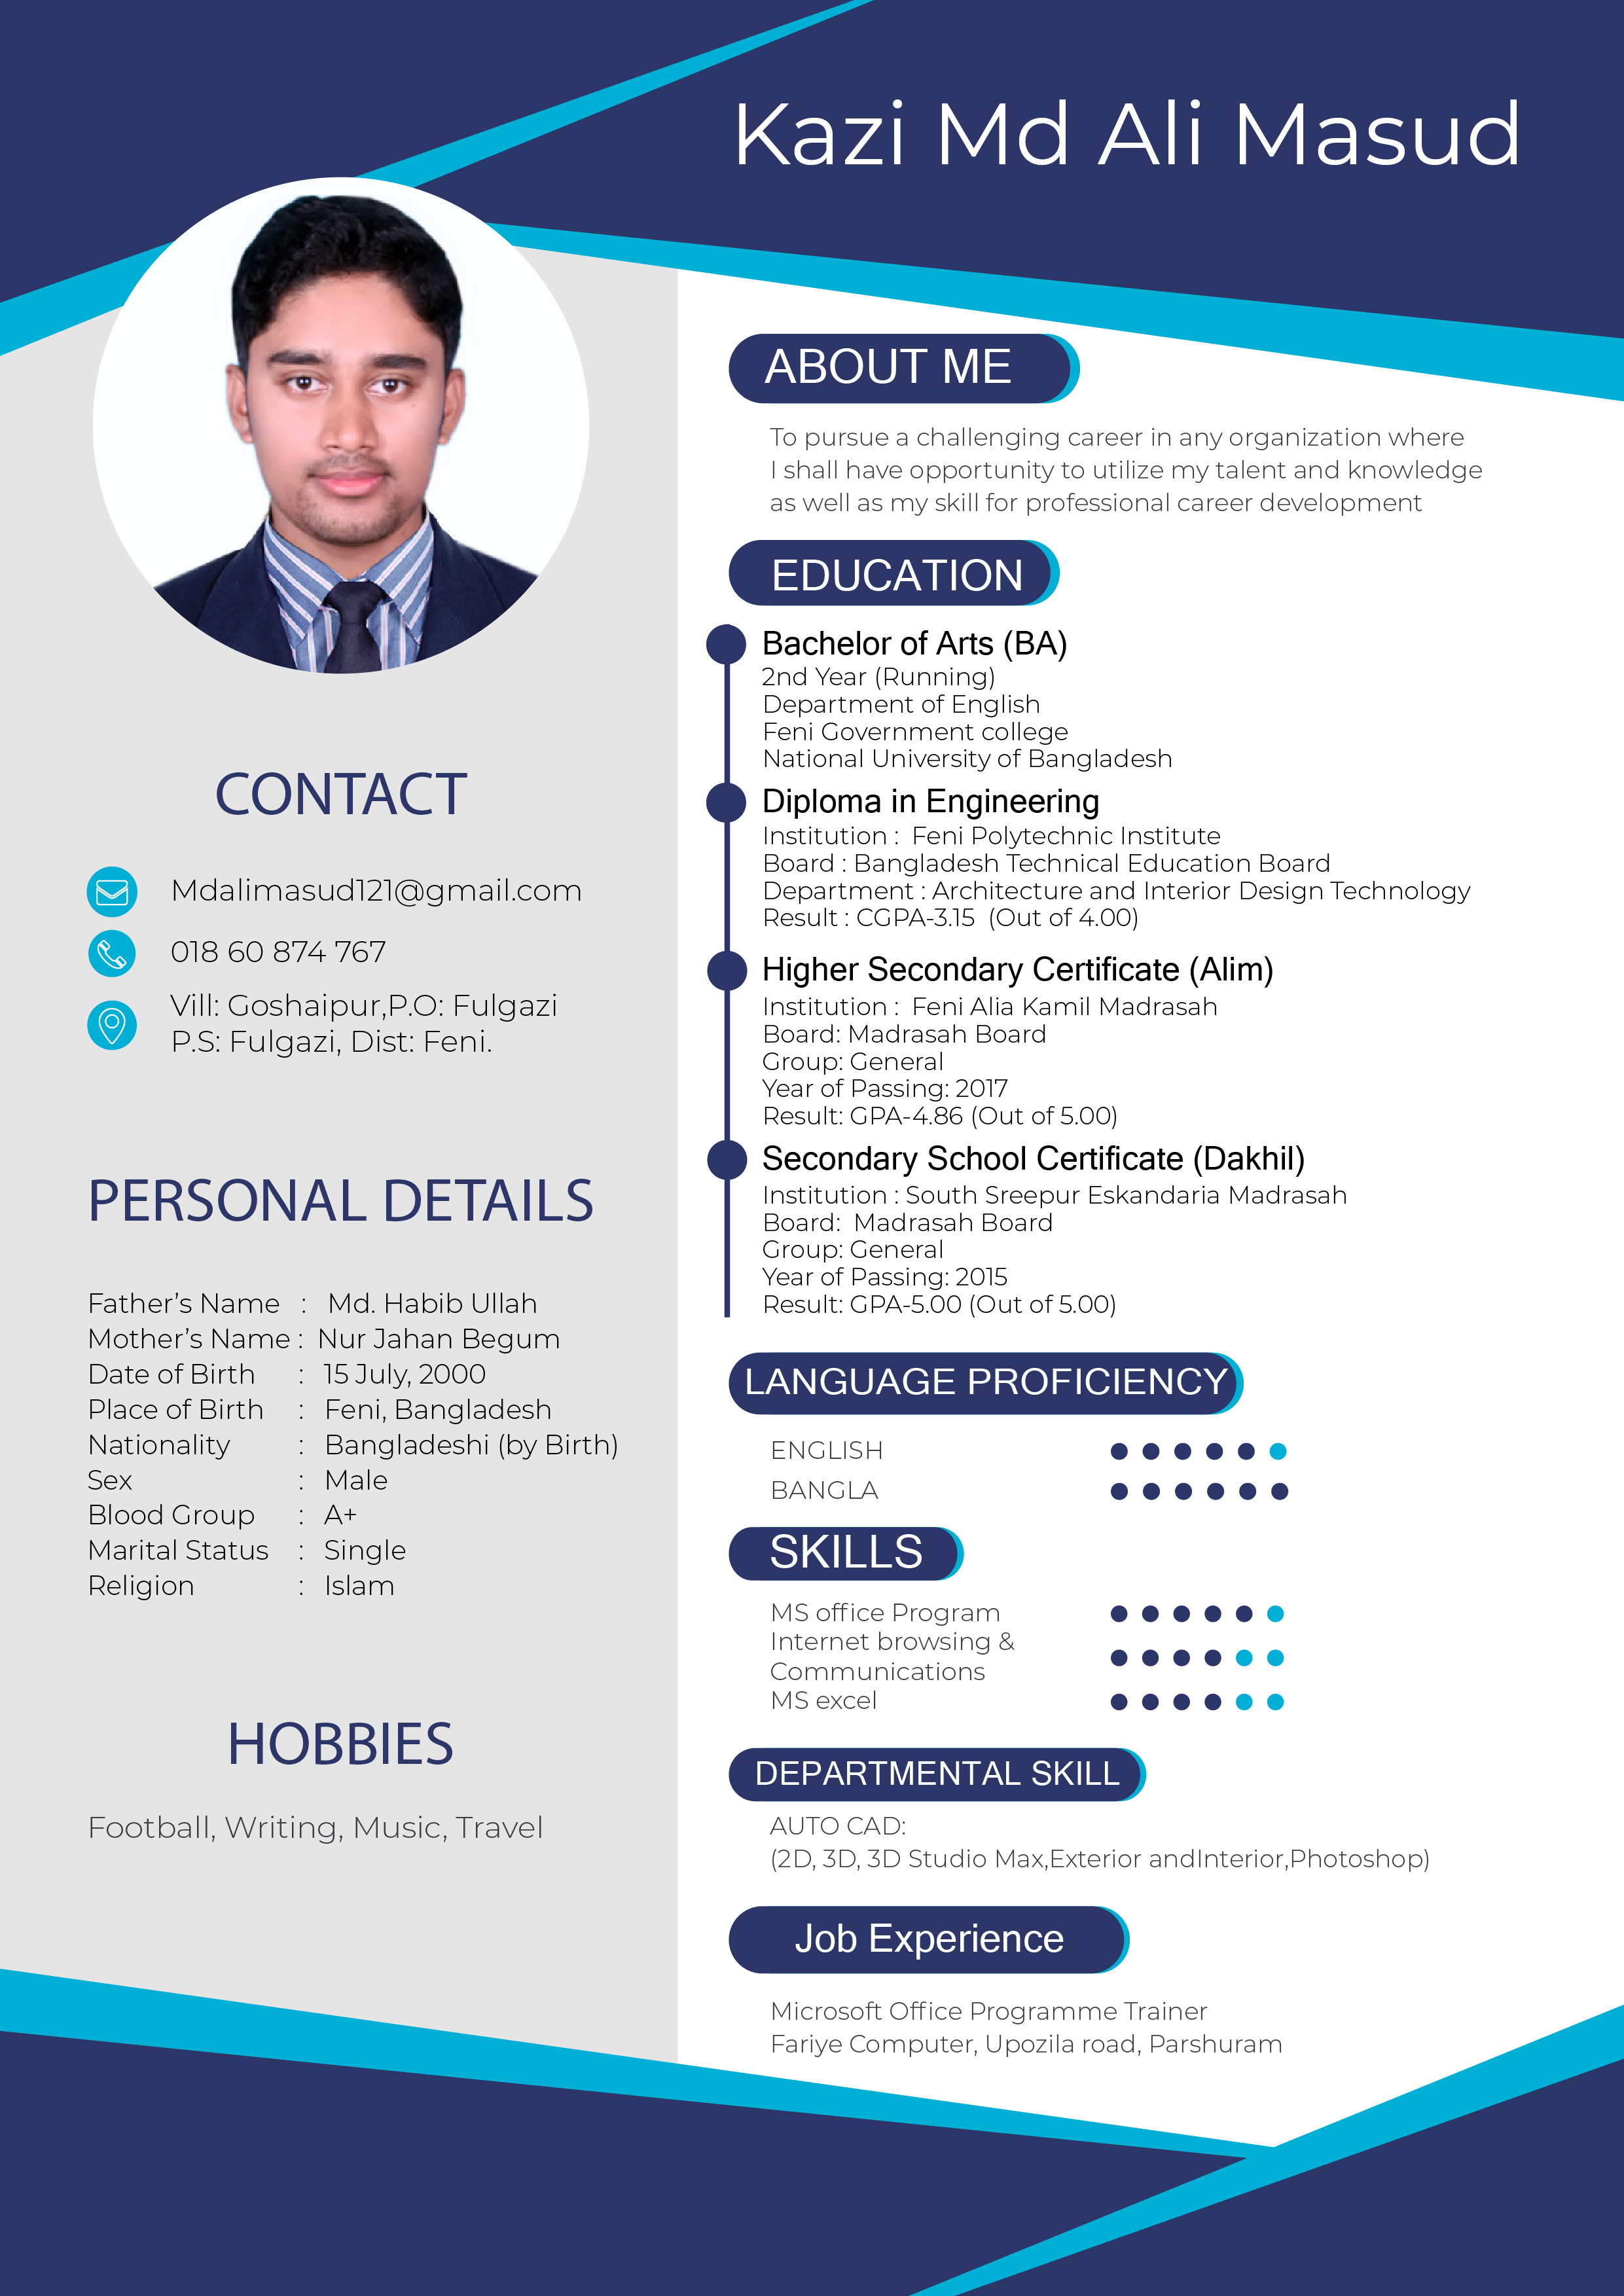 Kazi Md Ali Masud
CONTACT
Mdalimasud121@gmail.com
018 60 874 767
Vill: Goshaipur,P.O: Fulgazi
P.S: Fulgazi, Dist: Feni.
PERSONAL DETAILS
Father’s Name : Md. Habib Ullah
Mother’s Name : Nur Jahan Begum
Date of Birth : 15 July, 2000
Place of Birth : Feni, Bangladesh
Nationality : Bangladeshi (by Birth)
Sex : Male
Blood Group : A+
Marital Status : Single
Religion : Islam
HOBBIES
Football, Writing, Music, Travel
ABOUT ME
To pursue a challenging career in any organization where
I shall have opportunity to utilize my talent and knowledge
as well as my skill for professional career development
EDUCATION
Bachelor of Arts (BA)
2nd Year (Running)
Department of English
Feni Government college
National University of Bangladesh
Diploma in Engineering
Institution : Feni Polytechnic Institute
Board : Bangladesh Technical Education Board
Department : Architecture and Interior Design Technology
Result : CGPA-3.15 (Out of 4.00)
Higher Secondary Certificate (Alim)
Institution : Feni Alia Kamil Madrasah
Board: Madrasah Board
Group: General
Year of Passing: 2017
Result: GPA-4.86 (Out of 5.00)
Secondary School Certificate (Dakhil)
Institution : South Sreepur Eskandaria Madrasah
Board: Madrasah Board
Group: General
Year of Passing: 2015
Result: GPA-5.00 (Out of 5.00)
LANGUAGE PROFICIENCY
ENGLISH
BANGLA
SKILLS
MS office Program
Internet browsing &
Communications
MS excel
DEPARTMENTAL SKILL
AUTO CAD:
(2D, 3D, 3D Studio Max,Exterior andInterior,Photoshop)
Job Experience
Microsoft Office Programme Trainer
Fariye Computer, Upozila road, Parshuram